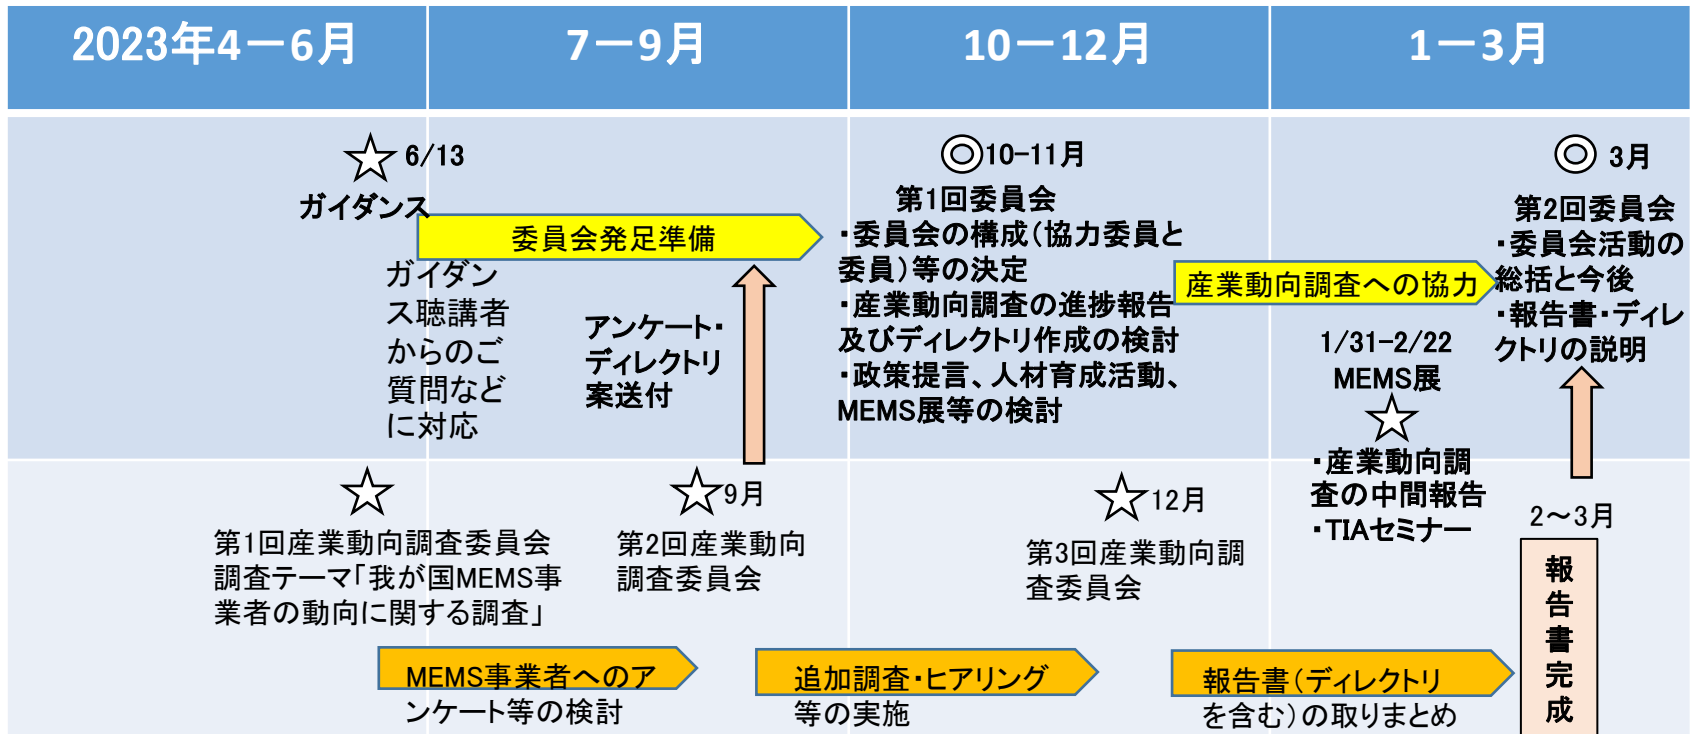 2023年4－6月
7－9月
10－12月
1－3月
6/13
ガイダンス
委員会発足準備
ガイダン
ス聴講者
からのご
質問など
に対応
アンケート・
ディレクトリ
案送付
10-11月
第1回委員会
・委員会の構成（協力委員と
委員）等の決定
・産業動向調査の進捗報告
及びディレクトリ作成の検討
・政策提言、人材育成活動、
MEMS展等の検討
産業動向調査への協力
1/31-2/22
MEMS展
・産業動向調
査の中間報告
・TIAセミナー
3月
第2回委員会
・委員会活動の
総括と今後
・報告書・ディレ
クトリの説明
第1回産業動向調査委員会
調査テーマ「我が国MEMS事
業者の動向に関する調査」
9月
第2回産業動向
調査委員会
12月
第3回産業動向調
査委員会
2～3月
報
告
書
完
成
MEMS事業者へのア
ンケート等の検討
追加調査・ヒアリング
等の実施
報告書（ディレクトリ
を含む）の取りまとめ